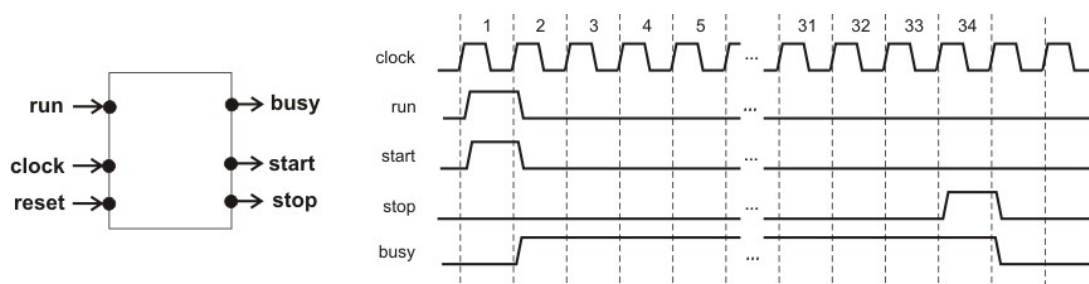 run
clock
reset
busy
start
stop
1 2 3 4 5 31 32 33 34
clock ...
run ...
start ...
stop ...
busy ...